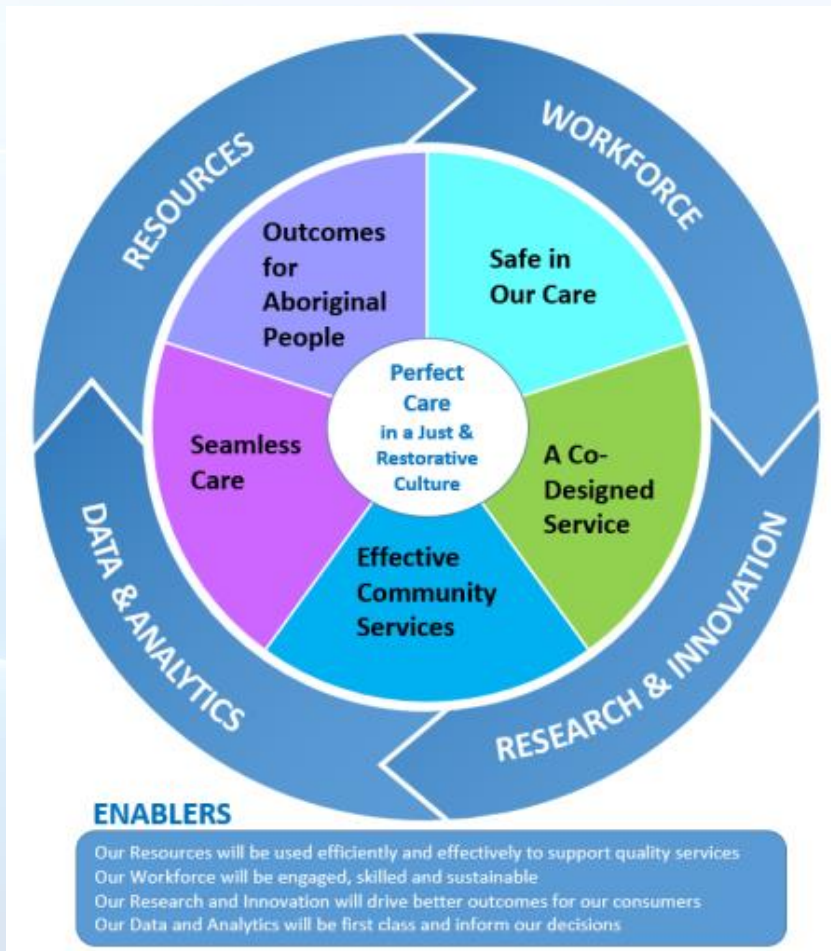 RESOURCES
WORKFORCE
Outcomes
for
Aboriginal
People
Safe in
Our Care
Perfect
Care
in a Just &
Restorative
Culture
Seamless
Care
A Co-
Designed
Service
Effective
Community
Services
DATA & ANALYTICS
RESEARCH & INNOVATION
ENABLERS
Our Resources will be used efficiently and effectively to support quality services
Our Workforce will be engaged, skilled and sustainable
Our Research and Innovation will drive better outcomes for our consumers
Our Data and Analytics will be first class and inform our decisions